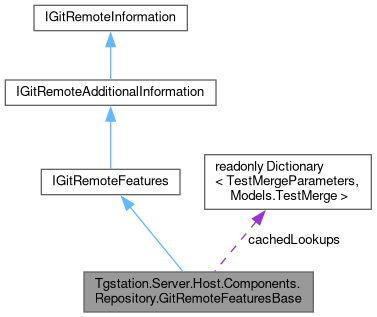 IGitRemoteInformation
IGitRemoteAdditionalInformation
IGitRemoteFeatures
readonly Dictionary
< TestMergeParameters,
Models.TestMerge >
cachedLookups
Tgstation.Server.Host.Components.
Repository.GitRemoteFeaturesBase